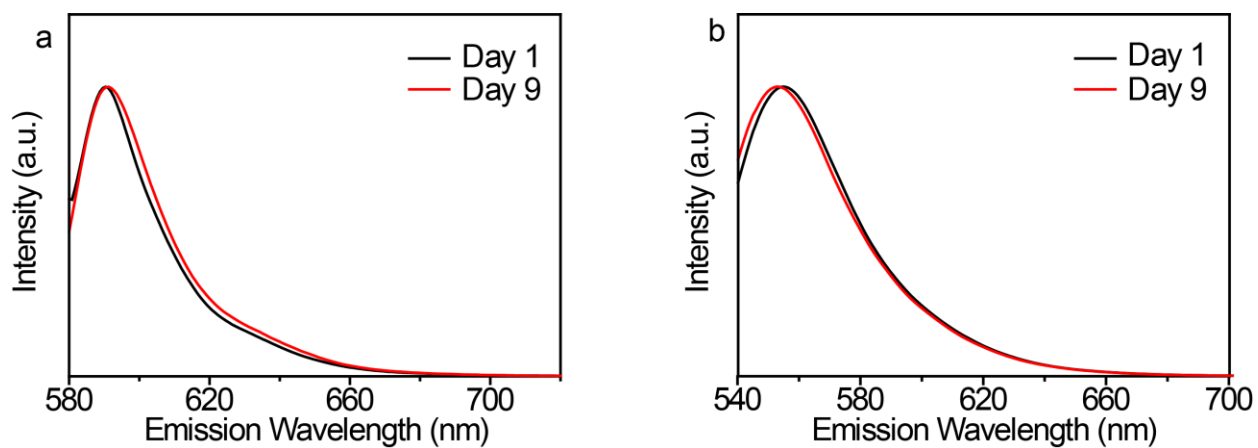 a
Day 1
Day 9
Intensity (a.u.)
580 620 660 700
Emission Wavelength (nm)
b
Day 1
Day 9
Intensity (a.u.)
540 580 620 660 700
Emission Wavelength (nm)